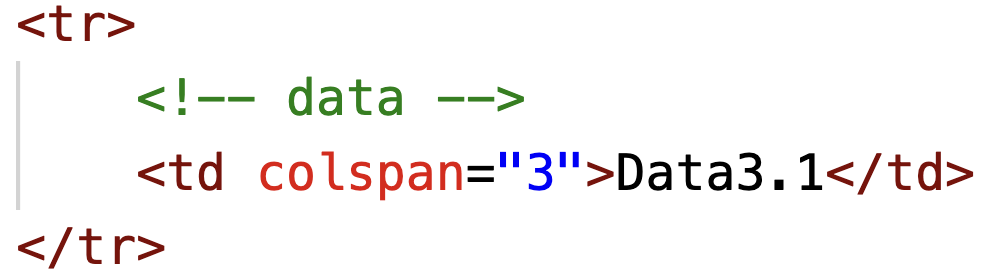 <tr>
<!-- data -->
<td colspan="3">Data3.1</td>
</tr>